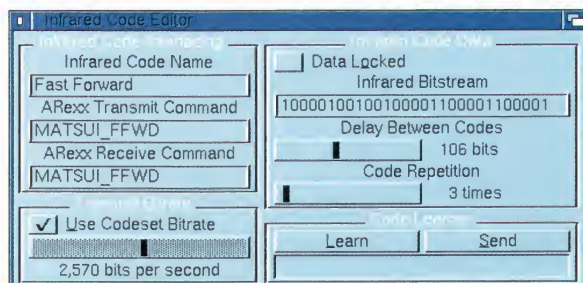 Infrared Code Editor
Infrared Code Name
Fast Forward
ARexx Transmit Command
MATSUI_FFWD
ARexx Receive Command
MATSUI_FFWD
Use Codeset Bitrate
2,570 bits per second
Data Locked
Infrared Bitstream
100001001001000011000011000001
Delay Between Codes
106 bits
Code Repetition
3 times
Learn
Send